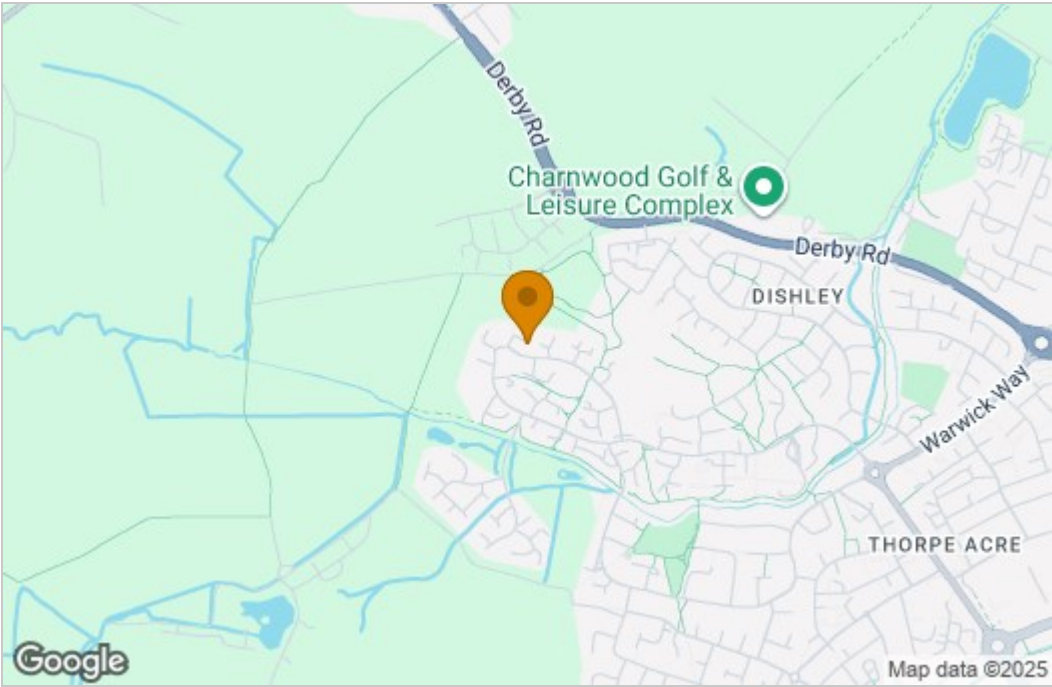 Derby Rd
Charnwood Golf &
Leisure Complex
Derby Rd
DISHLEY
Warwick Way
THORPE ACRE
Google
Map data ©2025